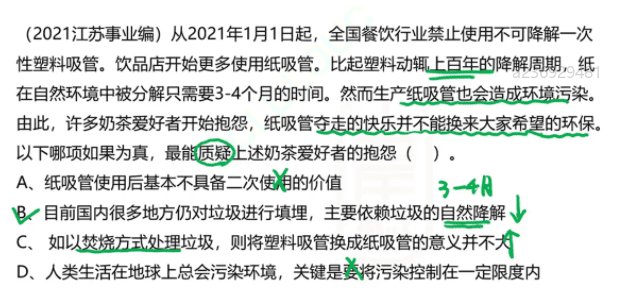 （2021江苏事业编）从2021年1月1日起，全国餐饮行业禁止使用不可降解一次
性塑料吸管。饮品店开始更多使用纸吸管。比起塑料动辄上百年的降解周期，纸
在自然环境中被分解只需要3-4个月的时间。然而生产纸吸管也会造成环境污染。
由此，许多奶茶爱好者开始抱怨，纸吸管夺走的快乐并不能换来大家希望的环保。
以下哪项如果为真，最能质疑上述奶茶爱好者的抱怨（ ）。
A、纸吸管使用后基本不具备二次使用的价值
3-4月
B、目前国内很多地方仍对垃圾进行填埋，主要依赖垃圾的自然降解
C、 如以焚烧方式处理垃圾，则将塑料吸管换成纸吸管的意义并不大
D、人类生活在地球上总会污染环境，关键是要将污染控制在一定限度内